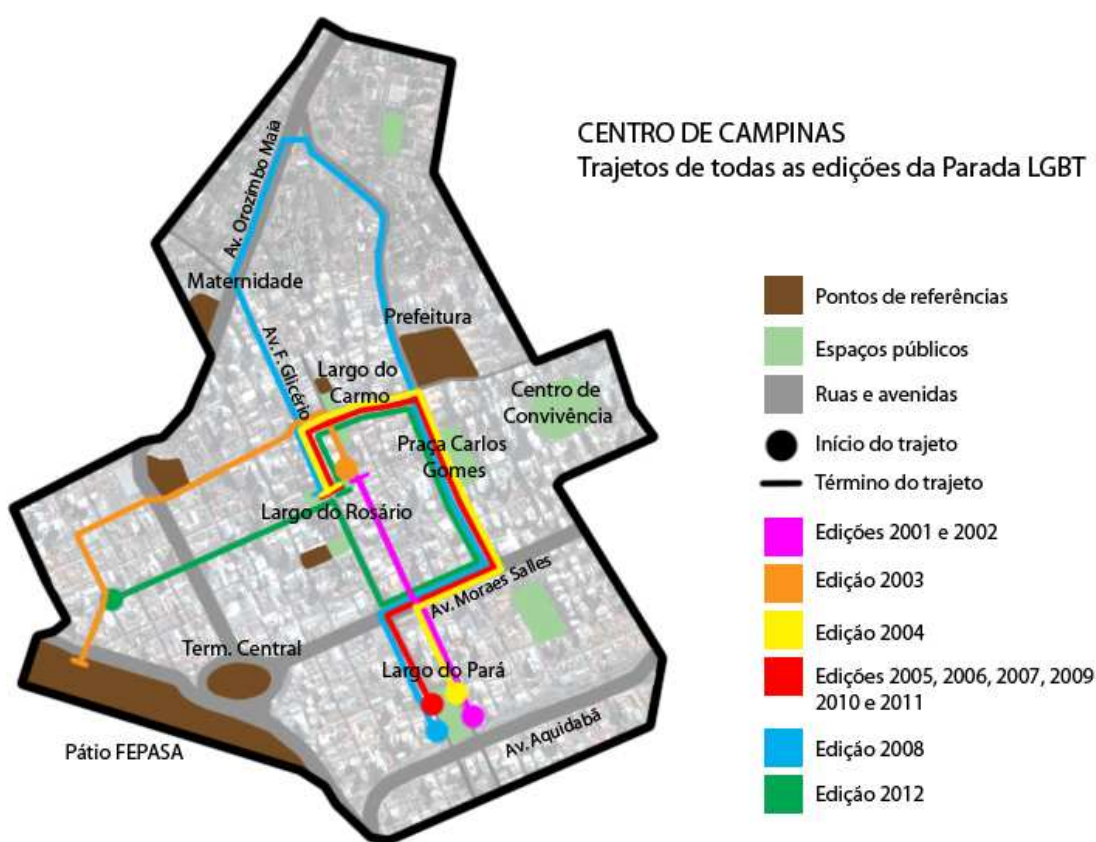 CENTRO DE CAMPINAS
Trajetos de todas as edições da Parada LGBT
Av. Orozimbo Maia
Maternidade
Prefeitura
Av. F. Glicério
Largo do
Carmo
Centro de
Convivência
Praça Carlos
Gomes
Largo do Rosário
Av. Moraes Salles
Term. Central
Largo do Pará
Av. Aquidabã
Pátio FEPASA
Pontos de referências
Espaços públicos
Ruas e avenidas
Início do trajeto
Término do trajeto
Edições 2001 e 2002
Edição 2003
Edição 2004
Edições 2005, 2006, 2007, 2009
2010 e 2011
Edição 2008
Edição 2012